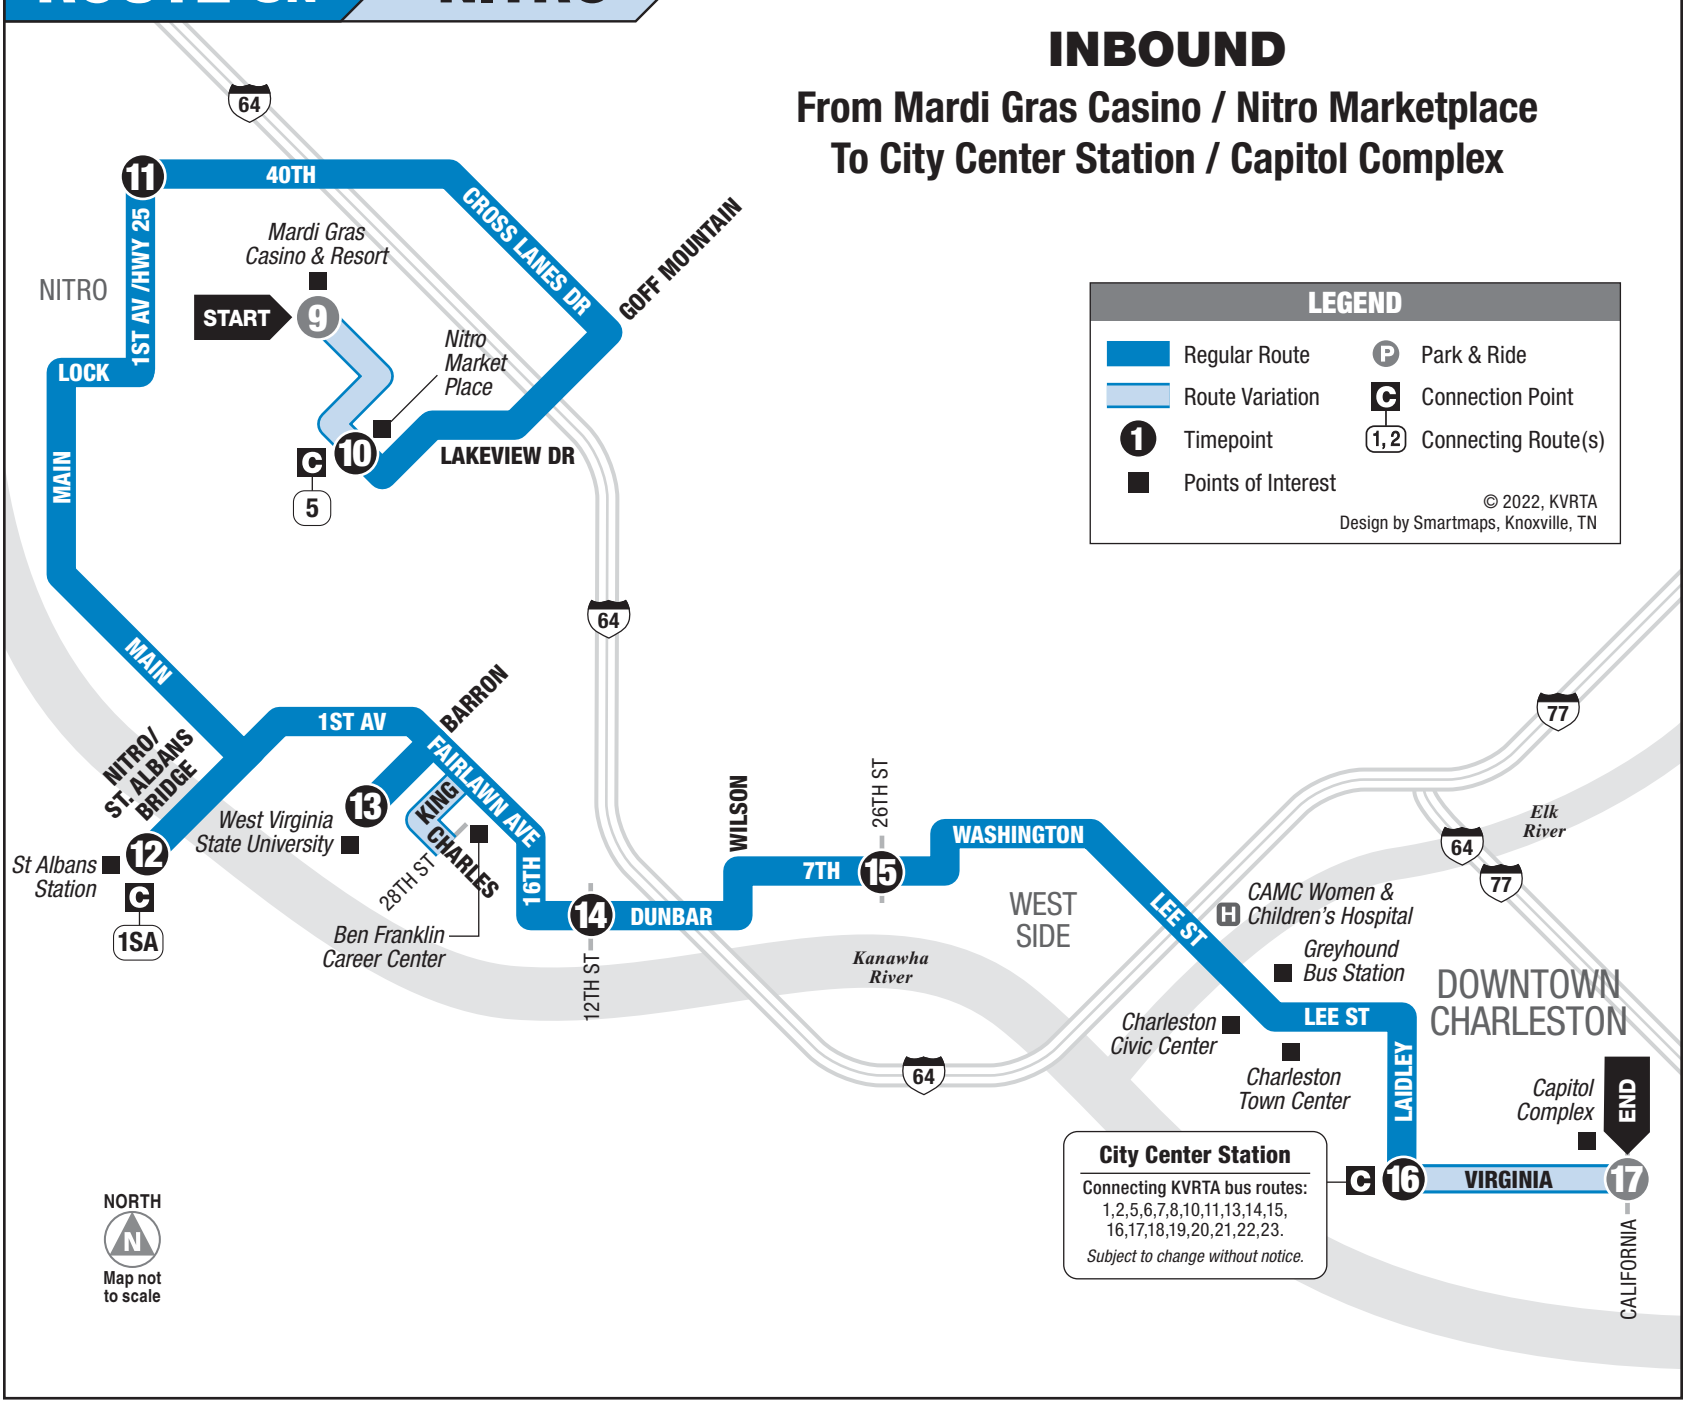 NITRO
INBOUND
From Mardi Gras Casino / Nitro Marketplace
To City Center Station / Capitol Complex
64
11
40TH
CROSS LANES DR
GOFF MOUNTAIN
1ST AV /HWY 25
NITRO
Mardi Gras
Casino & Resort
START
9
Nitro
Market
Place
LOCK
10
LAKEVIEW DR
C
5
MAIN
LEGEND
Regular Route
P
Park & Ride
Route Variation
C
Connection Point
1
Timepoint
1, 2
Connecting Route(s)
Points of Interest
© 2022, KVRTA
Design by Smartmaps, Knoxville, TN
64
MAIN
77
NITRO/
ST. ALBANS
BRIDGE
1ST AV
BARRON
FAIRLAWN AVE
13
West Virginia
State University
KING
CHARLES
28TH ST
12
St Albans
Station
C
1SA
Ben Franklin
Career Center
16TH
14
12TH ST
DUNBAR
WILSON
7TH
26TH ST
15
WASHINGTON
Elk
River
64
77
WEST
SIDE
LEE ST
H
CAMC Women &
Children's Hospital
Greyhound
Bus Station
Kanawha
River
DOWNTOWN
CHARLESTON
Charleston
Civic Center
LEE ST
64
Charleston
Town Center
LAIDLEY
Capitol
Complex
END
City Center Station
Connecting KVRTA bus routes:
1,2,5,6,7,8,10,11,13,14,15,
16,17,18,19,20,21,22,23.
Subject to change without notice.
C
16
VIRGINIA
17
CALIFORNIA
NORTH
N
Map not
to scale